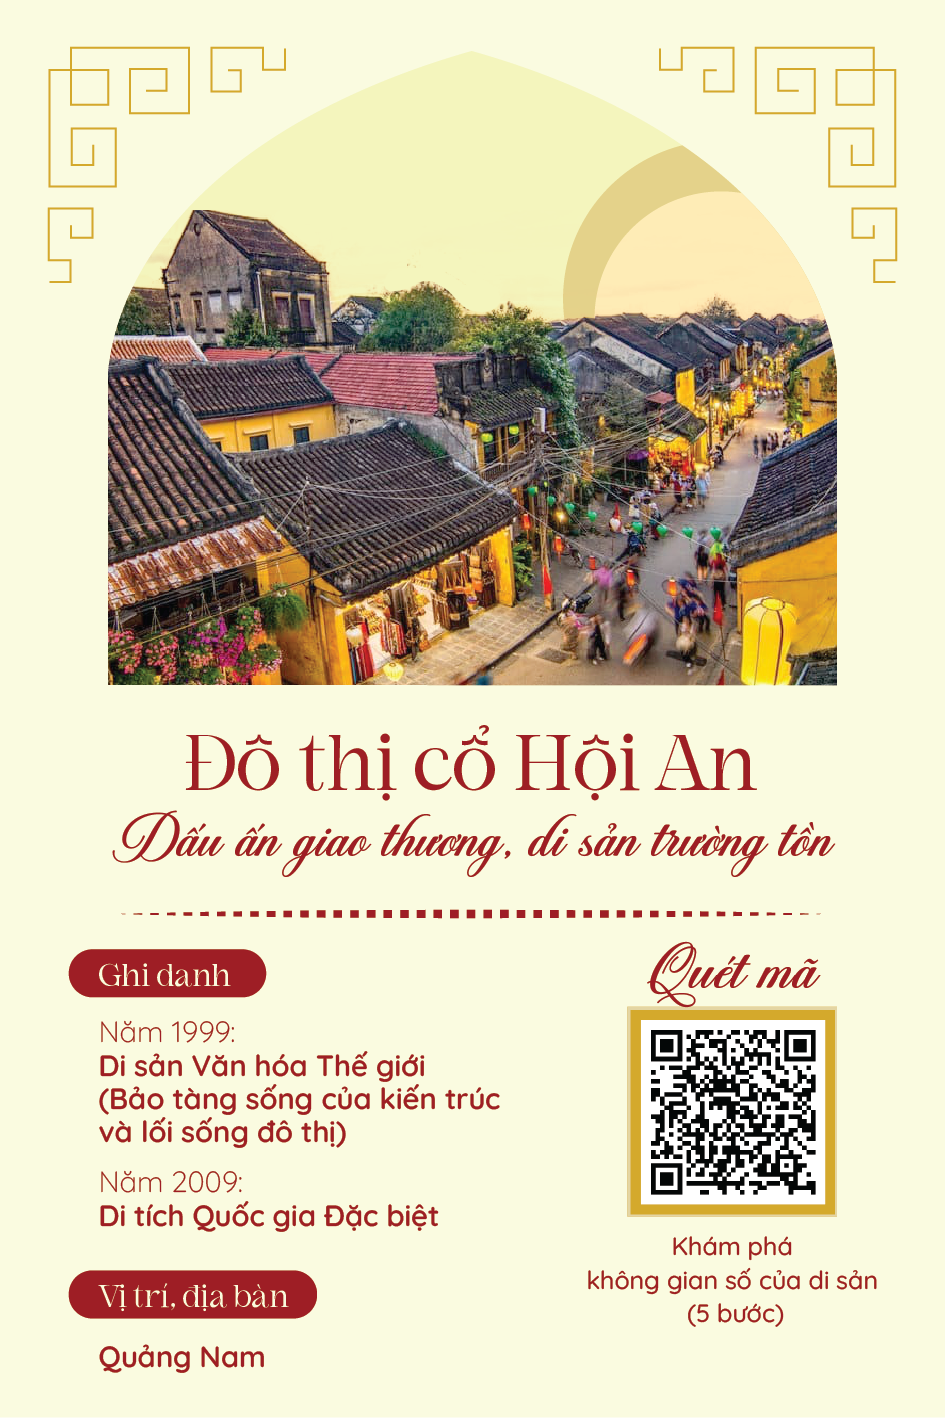 Đô thị cổ Hội An
Dấu ấn giao thương, di sản trường tồn
Ghi danh
Năm 1999:
Di sản Văn hóa Thế giới
(Bảo tàng sống của kiến trúc
và lối sống đô thị)
Năm 2009:
Di tích Quốc gia Đặc biệt
Vị trí, địa bàn
Quảng Nam
Quét mã
Khám phá
không gian số của di sản
(5 bước)